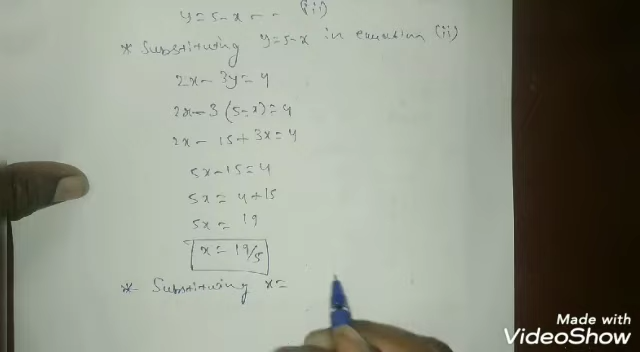 y = 5 - x - - (iii)
* Substituting y = 5-x in equation (ii)
2x - 3y = 4
2x - 3 (5-x) = 4
2x - 15 + 3x = 4
5x - 15 = 4
5x = 4 + 15
5x = 19
x = 19/5
* Substituting x =
Made with
VideoShow